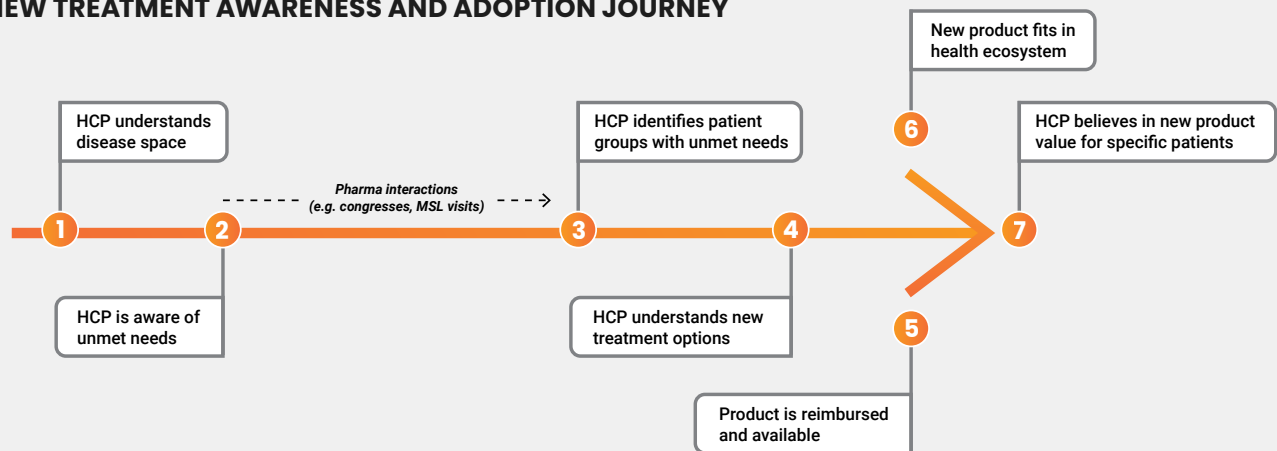 NEW TREATMENT AWARENESS AND ADOPTION JOURNEY
1
HCP understands
disease space
2
HCP is aware of
unmet needs
Pharma interactions
(e.g. congresses, MSL visits)
3
HCP identifies patient
groups with unmet needs
4
HCP understands new
treatment options
5
Product is reimbursed
and available
6
New product fits in
health ecosystem
7
HCP believes in new product
value for specific patients